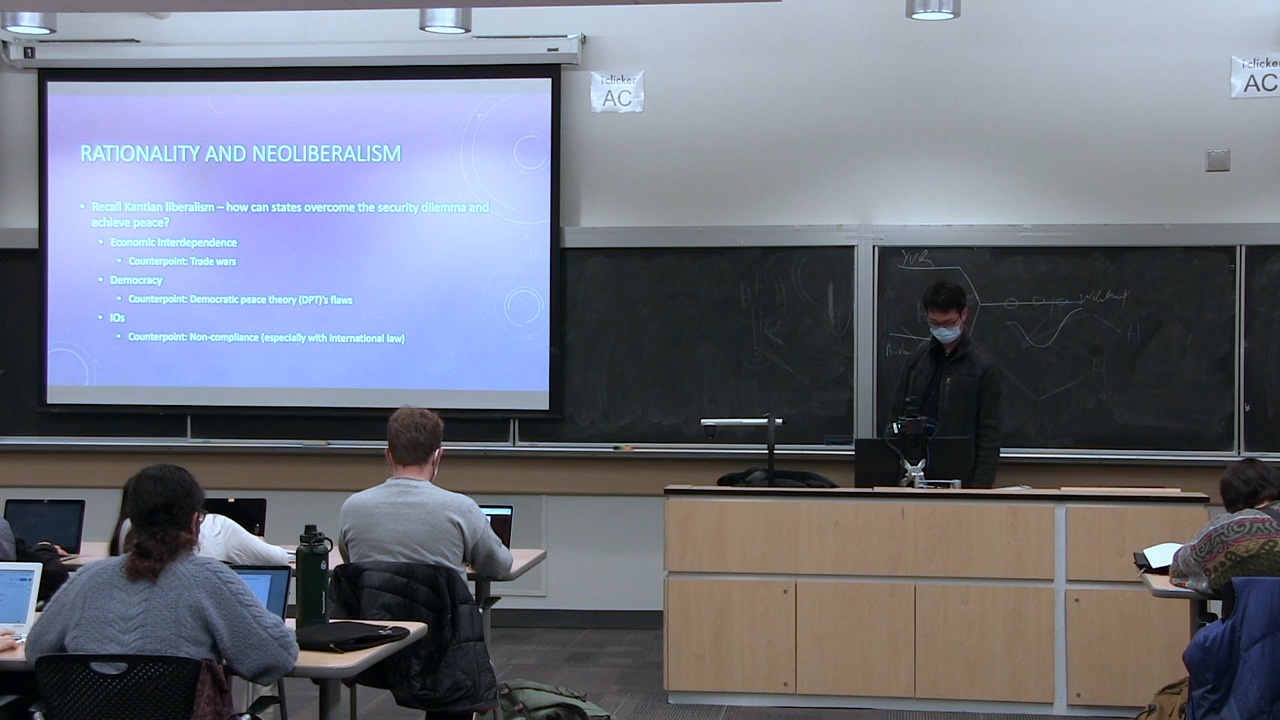 RATIONALITY AND NEOLIBERALISM
• Recall Kantian liberalism – how can states overcome the security dilemma and
achieve peace?
• Economic interdependence
• Counterpoint: Trade wars
• Democracy
• Counterpoint: Democratic peace theory (DPT)'s flaws
• IOs
• Counterpoint: Non-compliance (especially with international law)
i>clicker
AC
i>clicker
AC
YVR
H